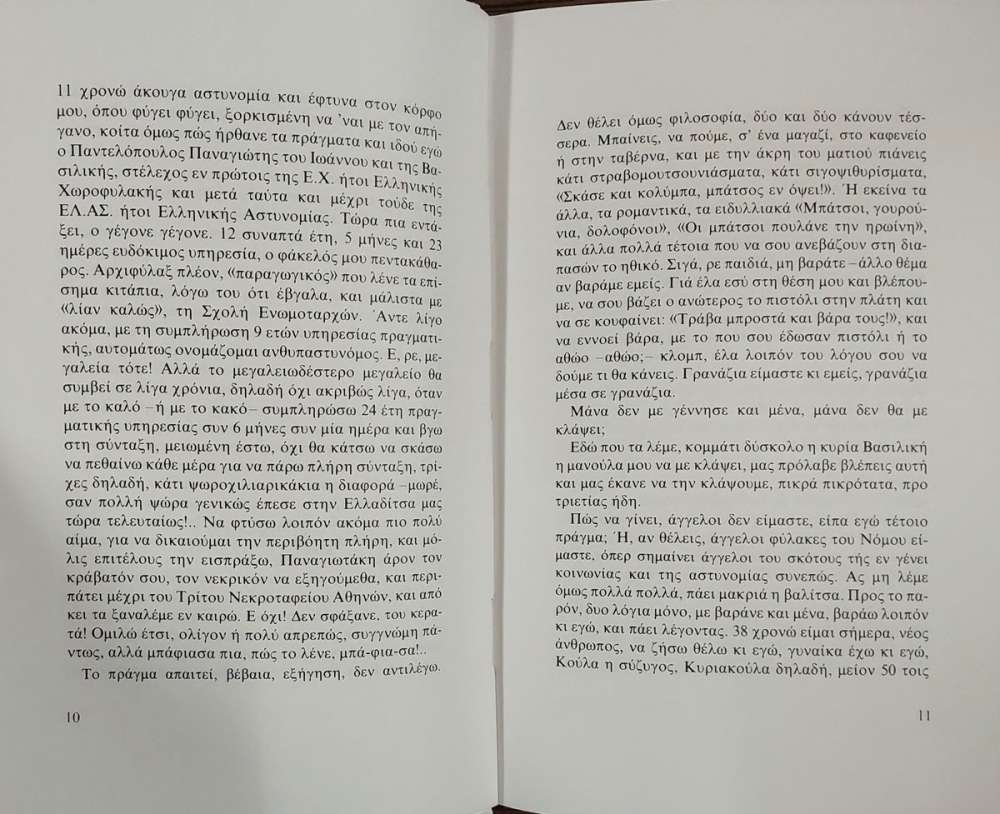 11 χρονώ άκουγα αστυνομία και έφτυνα στον κόρφο
μου, όπου φύγει φύγει, ξορκισμένη να 'ναι με τον απή-
γανο, κοίτα όμως πώς ήρθανε τα πράγματα και ιδού εγώ
ο Παντελόπουλος Παναγιώτης του Ιωάννου και της Βα-
σιλικής, στέλεχος εν πρώτοις της Ε.Χ. ήτοι Ελληνικής
Χωροφυλακής και μετά ταύτα και μέχρι τούδε της
ΕΛ.ΑΣ. ήτοι Ελληνικής Αστυνομίας. Τώρα πια εντά-
ξει, ο γέγονε γέγονε. 12 συναπτά έτη, 5 μήνες και 23
ημέρες ευδόκιμος υπηρεσία, ο φάκελός μου πεντακάθα-
ρος. Αρχιφύλαξ πλέον, «παραγωγικός» που λένε τα επί-
σημα κιτάπια, λόγω του ότι έβγαλα, και μάλιστα με
«λίαν καλώς», τη Σχολή Ενωμοταρχών. Άντε λίγο
ακόμα, με τη συμπλήρωση 9 ετών υπηρεσίας πραγματι-
κής, αυτομάτως ονομάζομαι ανθυπαστυνόμος. Ε, ρε, με-
γαλεία τότε! Αλλά το μεγαλειωδέστερο μεγαλείο θα
συμβεί σε λίγα χρόνια, δηλαδή όχι ακριβώς λίγα, όταν
με το καλό –ή με το κακό– συμπληρώσω 24 έτη πραγ-
ματικής υπηρεσίας συν 6 μήνες συν μία ημέρα και βγω
στη σύνταξη, μειωμένη έστω, όχι θα κάτσω να σκάσω
να πεθαίνω κάθε μέρα για να πάρω πλήρη σύνταξη, τρί-
χες δηλαδή, κάτι ψωροχιλιαρικάκια η διαφορά –μωρέ,
σαν πολλή ψώρα γενικώς έπεσε στην Ελλαδίτσα μας
τώρα τελευταίως!.. Να φτύσω λοιπόν ακόμα πιο πολύ
αίμα, για να δικαιούμαι την περιβόητη πλήρη, και μό-
λις επιτέλους την εισπράξω, Παναγιωτάκη άρον τον
κράβατόν σου, τον νεκρικόν να εξηγούμεθα, και περι-
πάτει μέχρι του Τρίτου Νεκροταφείου Αθηνών, και από
κει τα ξαναλέμε εν καιρώ. Ε όχι! Δεν σφάξανε, του κερα-
τά! Ομιλώ έτσι, ολίγον ή πολύ απρεπώς, συγγνώμη πά-
ντως, αλλά μπάφιασα πια, πώς το λένε, μπά-φια-σα!..
Το πράγμα απαιτεί, βέβαια, εξήγηση, δεν αντιλέγω.
10
Δεν θέλει όμως φιλοσοφία, δύο και δύο κάνουν τέσ-
σερα. Μπαίνεις, να πούμε, σ' ένα μαγαζί, στο καφενείο
ή στην ταβέρνα, και με την άκρη του ματιού πιάνεις
κάτι στραβομουτσουνιάσματα, κάτι σιγοψιθυρίσματα,
«Σκάσε και κολύμπα, μπάτσος εν όψει!». Ή εκείνα τα
άλλα, τα ρομαντικά, τα ειδυλλιακά «Μπάτσοι, γουρού-
νια, δολοφόνοι», «Οι μπάτσοι πουλάνε την ηρωίνη»,
και άλλα πολλά τέτοια που να σου ανεβάζουν στη δια-
πασών το ηθικό. Σιγά, ρε παιδιά, μη βαράτε –άλλο θέμα
αν βαράμε εμείς. Γιά έλα εσύ στη θέση μου και βλέπου-
με, να σου βάζει ο ανώτερος το πιστόλι στην πλάτη και
να σε κουφαίνει: «Τράβα μπροστά και βάρα τους!», και
να εννοεί βάρα, με το που σου έδωσαν πιστόλι ή το
αθώο –αθώο;– κλομπ, έλα λοιπόν του λόγου σου να
δούμε τι θα κάνεις. Γρανάζια είμαστε κι εμείς, γρανάζια
μέσα σε γρανάζια.
Μάνα δεν με γέννησε και μένα, μάνα δεν θα με
κλάψει;
Εδώ που τα λέμε, κομμάτι δύσκολο η κυρία Βασιλική
η μανούλα μου να με κλάψει, μας πρόλαβε βλέπεις αυτή
και μας έκανε να την κλάψουμε, πικρά πικρότατα, προ
τριετίας ήδη.
Πώς να γίνει, άγγελοι δεν είμαστε, είπα εγώ τέτοιο
πράγμα; Ή, αν θέλεις, άγγελοι φύλακες του Νόμου εί-
μαστε, όπερ σημαίνει άγγελοι του σκότους τής εν γένει
κοινωνίας και της αστυνομίας συνεπώς. Ας μη λέμε
όμως πολλά πολλά, πάει μακριά η βαλίτσα. Προς το πα-
ρόν, δυο λόγια μόνο, με βαράνε και μένα, βαράω λοιπόν
κι εγώ, και πάει λέγοντας. 38 χρονώ είμαι σήμερα, νέος
άνθρωπος, να ζήσω θέλω κι εγώ, γυναίκα έχω κι εγώ,
Κούλα η σύζυγος, Κυριακούλα δηλαδή, μείον 50 τοις
11